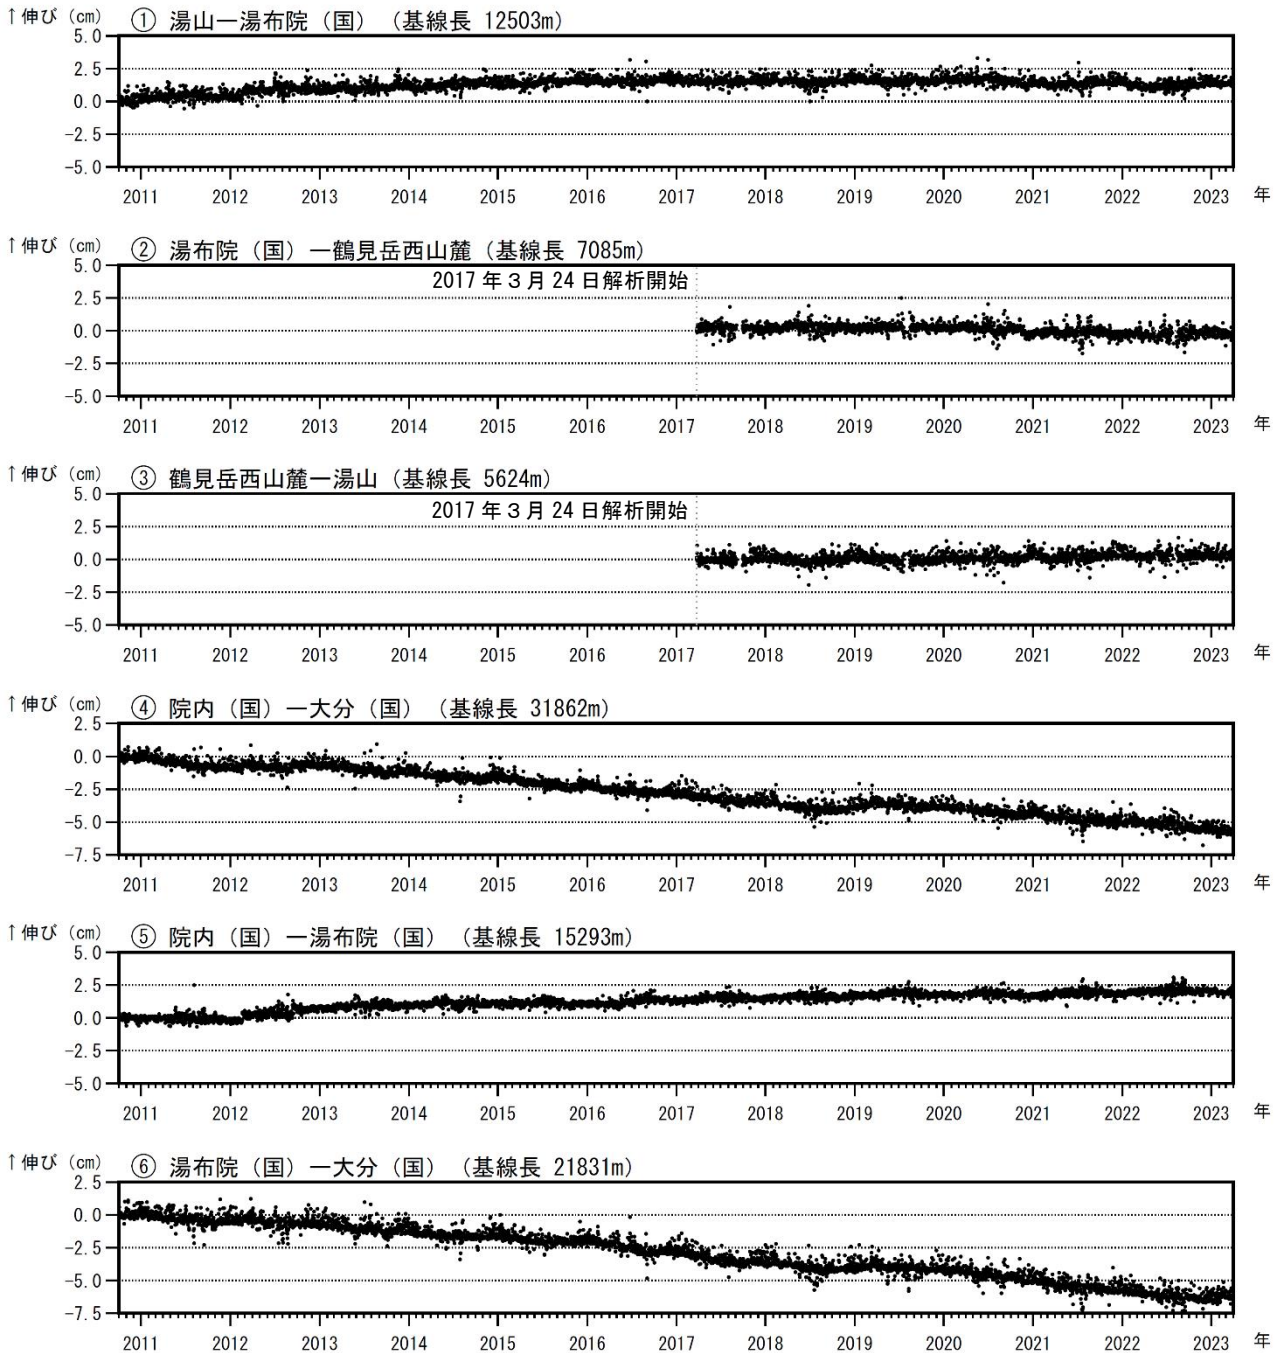 ↑伸び (cm) ① 湯山－湯布院（国）（基線長 12503m）
5.0
2.5
0.0
-2.5
-5.0
2011 2012 2013 2014 2015 2016 2017 2018 2019 2020 2021 2022 2023 年
↑伸び (cm) ② 湯布院（国）－鶴見岳西山麓（基線長 7085m）
5.0
2017年3月24日解析開始
2.5
0.0
-2.5
-5.0
2011 2012 2013 2014 2015 2016 2017 2018 2019 2020 2021 2022 2023 年
↑伸び (cm) ③ 鶴見岳西山麓－湯山（基線長 5624m）
5.0
2017年3月24日解析開始
2.5
0.0
-2.5
-5.0
2011 2012 2013 2014 2015 2016 2017 2018 2019 2020 2021 2022 2023 年
↑伸び (cm) ④ 院内（国）－大分（国）（基線長 31862m）
2.5
0.0
-2.5
-5.0
-7.5
2011 2012 2013 2014 2015 2016 2017 2018 2019 2020 2021 2022 2023 年
↑伸び (cm) ⑤ 院内（国）－湯布院（国）（基線長 15293m）
5.0
2.5
0.0
-2.5
-5.0
2011 2012 2013 2014 2015 2016 2017 2018 2019 2020 2021 2022 2023 年
↑伸び (cm) ⑥ 湯布院（国）－大分（国）（基線長 21831m）
2.5
0.0
-2.5
-5.0
-7.5
2011 2012 2013 2014 2015 2016 2017 2018 2019 2020 2021 2022 2023 年